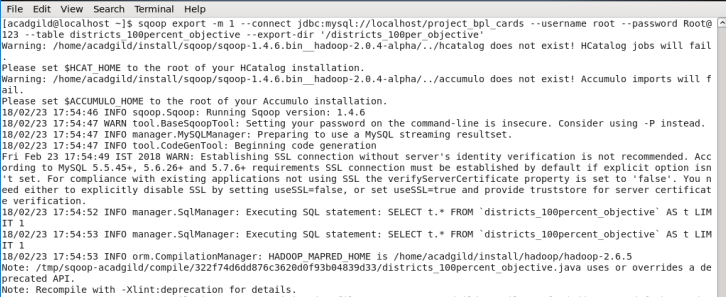 File Edit View Search Terminal Help
[acadgild@localhost ~]$ sqoop export -m 1 --connect jdbc:mysql://localhost/project_bpl_cards --username root --password Root@
123 --table districts_100percent_objective --export-dir '/districts_100per_objective'
Warning: /home/acadgild/install/sqoop/sqoop-1.4.6.bin__hadoop-2.0.4-alpha/../hcatalog does not exist! HCatalog jobs will fail
.
Please set $HCAT_HOME to the root of your HCatalog installation.
Warning: /home/acadgild/install/sqoop/sqoop-1.4.6.bin__hadoop-2.0.4-alpha/../accumulo does not exist! Accumulo imports will f
ail.
Please set $ACCUMULO_HOME to the root of your Accumulo installation.
18/02/23 17:54:46 INFO sqoop.Sqoop: Running Sqoop version: 1.4.6
18/02/23 17:54:47 WARN tool.BaseSqoopTool: Setting your password on the command-line is insecure. Consider using -P instead.
18/02/23 17:54:47 INFO manager.MySQLManager: Preparing to use a MySQL streaming resultset.
18/02/23 17:54:47 INFO tool.CodeGenTool: Beginning code generation
Fri Feb 23 17:54:49 IST 2018 WARN: Establishing SSL connection without server's identity verification is not recommended. Acc
ording to MySQL 5.5.45+, 5.6.26+ and 5.7.6+ requirements SSL connection must be established by default if explicit option isn
't set. For compliance with existing applications not using SSL the verifyServerCertificate property is set to 'false'. You n
eed either to explicitly disable SSL by setting useSSL=false, or set useSSL=true and provide truststore for server certificat
e verification.
18/02/23 17:54:52 INFO manager.SqlManager: Executing SQL statement: SELECT t.* FROM `districts_100percent_objective` AS t LIM
IT 1
18/02/23 17:54:53 INFO manager.SqlManager: Executing SQL statement: SELECT t.* FROM `districts_100percent_objective` AS t LIM
IT 1
18/02/23 17:54:53 INFO orm.CompilationManager: HADOOP_MAPRED_HOME is /home/acadgild/install/hadoop/hadoop-2.6.5
Note: /tmp/sqoop-acadgild/compile/322f74d6dd876c3620d0f93b04839d33/districts_100percent_objective.java uses or overrides a de
precated API.
Note: Recompile with -Xlint:deprecation for details.